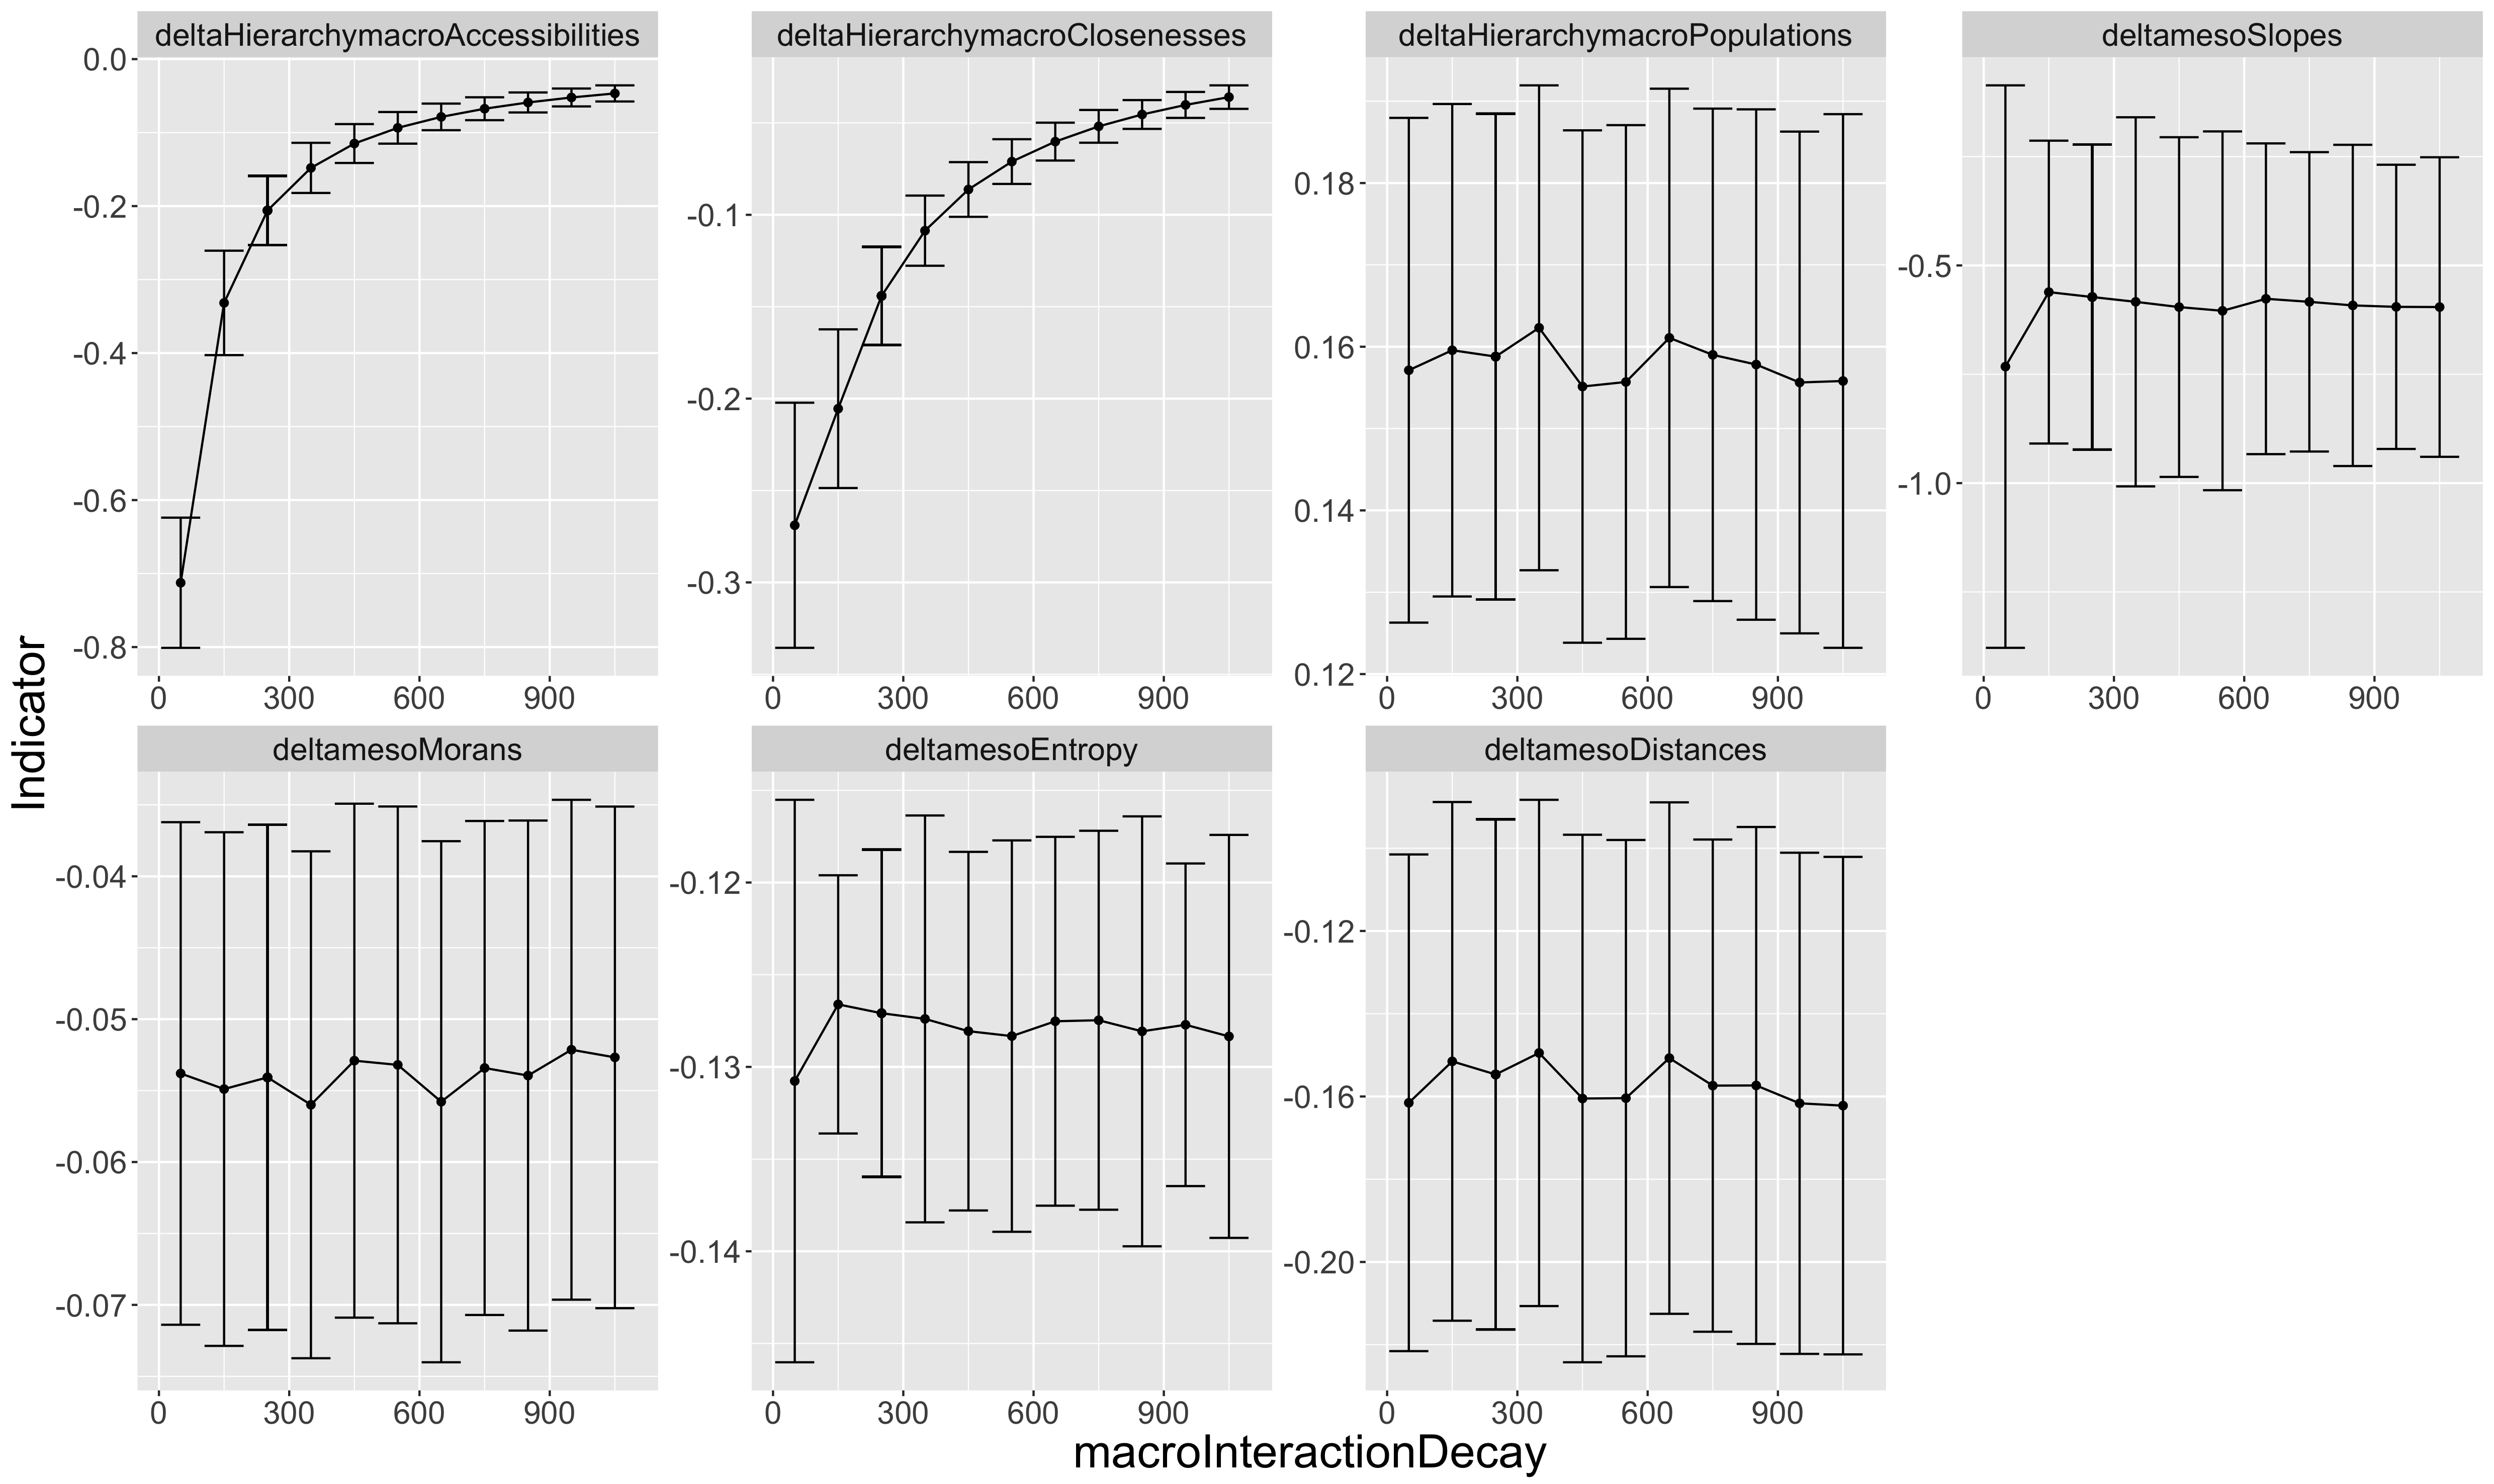 deltaHierarchymacroAccessibilities
deltaHierarchymacroClosenesses
deltaHierarchymacroPopulations
deltamesoSlopes
0.0
-0.2
-0.4
-0.6
-0.8
0 300 600 900
-0.1
-0.2
-0.3
0 300 600 900
0.18
0.16
0.14
0.12
0 300 600 900
-0.5
-1.0
0 300 600 900
Indicator
deltamesoMorans
deltamesoEntropy
deltamesoDistances
-0.04
-0.05
-0.06
-0.07
0 300 600 900
-0.12
-0.13
-0.14
0 300 600 900
-0.12
-0.16
-0.20
0 300 600 900
macroInteractionDecay